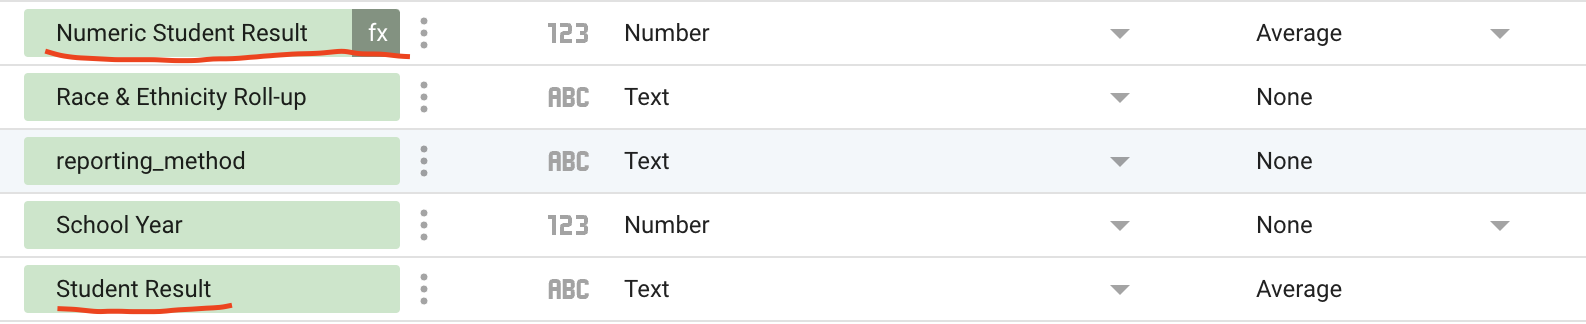 Numeric Student Result fx 123 Number Average
Race & Ethnicity Roll-up ABC Text None
reporting_method ABC Text None
School Year 123 Number None
Student Result ABC Text Average